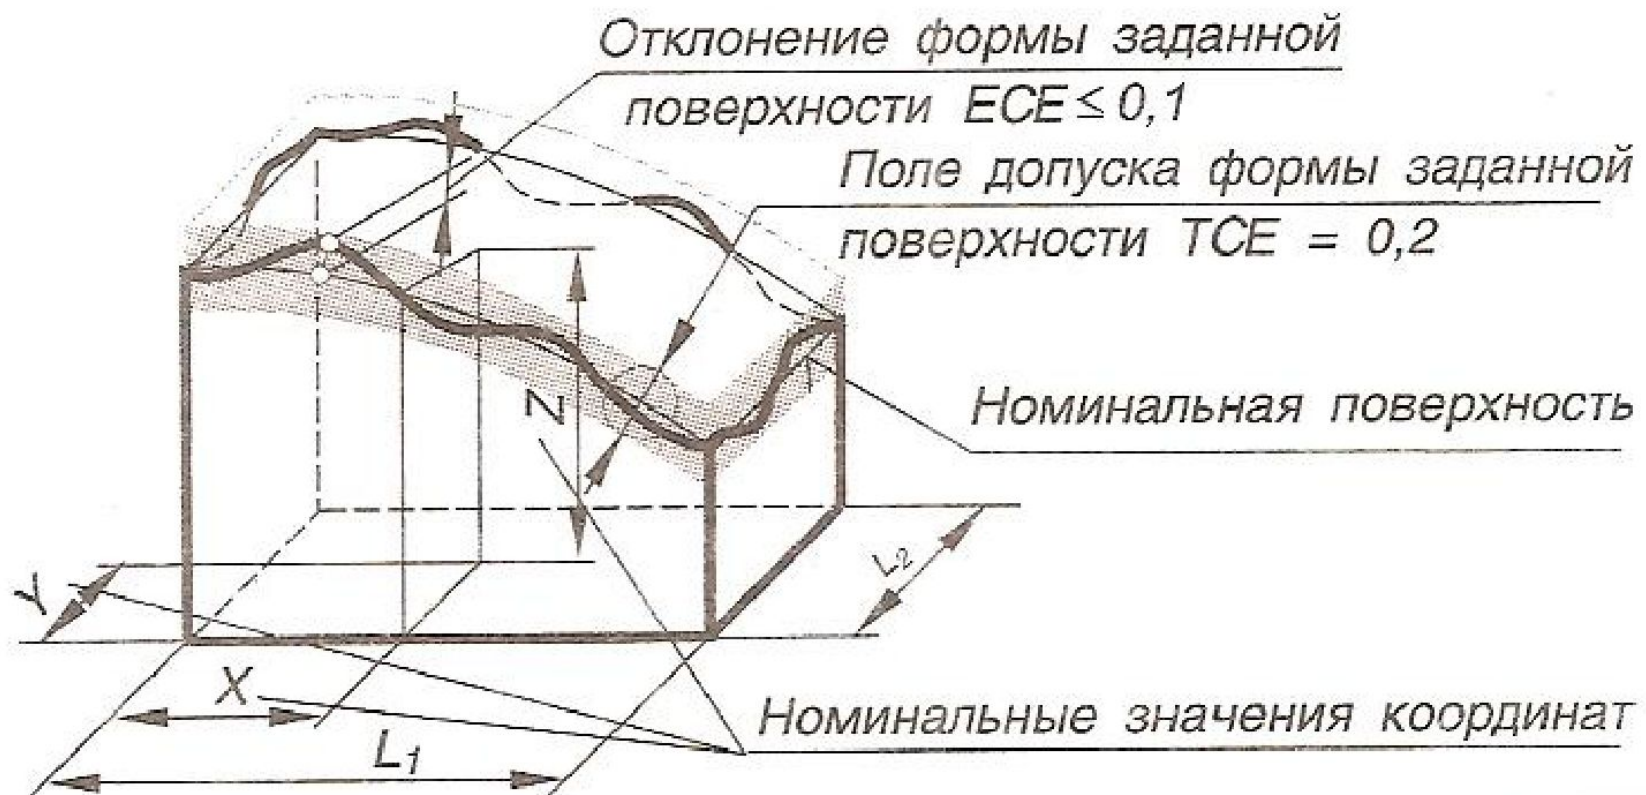 Отклонение формы заданной
поверхности ECE ≤ 0,1
Поле допуска формы заданной
поверхности TCE = 0,2
Z
Номинальная поверхность
L2
Y
X
Номинальные значения координат
L1